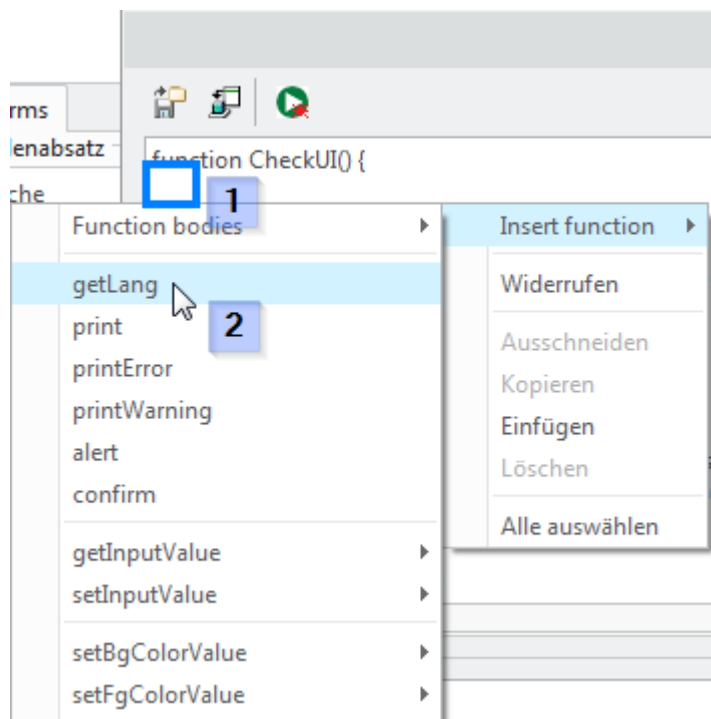 rms
lenabsatz
che
function CheckUI() {
1
Function bodies
getLang
2
print
printError
printWarning
alert
confirm
getInputValue
setInputValue
setBgColorValue
setFgColorValue
Insert function
Widerrufen
Ausschneiden
Kopieren
Einfügen
Löschen
Alle auswählen